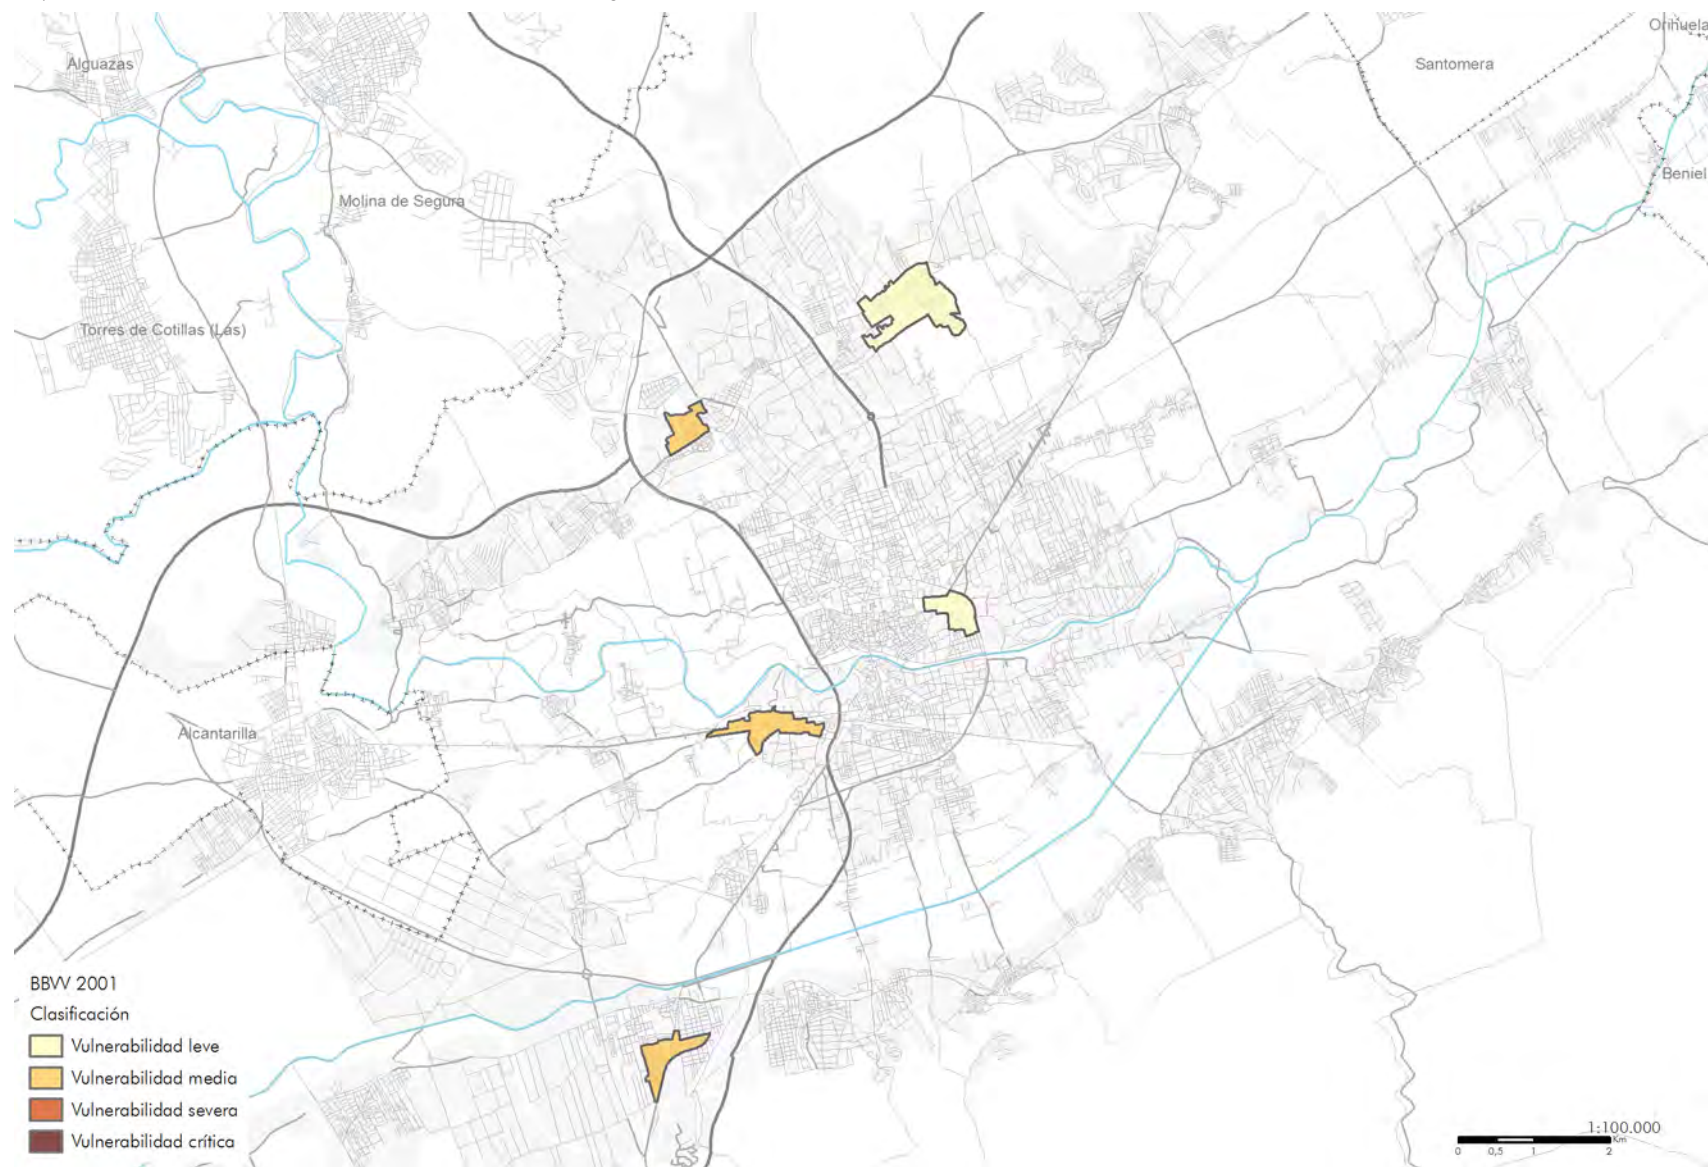 Orihuela
Alguazas
Santomera
Beniel
Molina de Segura
Torres de Cotillas (Las)
Alcantarilla
BBVV 2001
Clasificación
Vulnerabilidad leve
Vulnerabilidad media
Vulnerabilidad severa
Vulnerabilidad crítica
1:100.000
Km
0 0,5 1 2